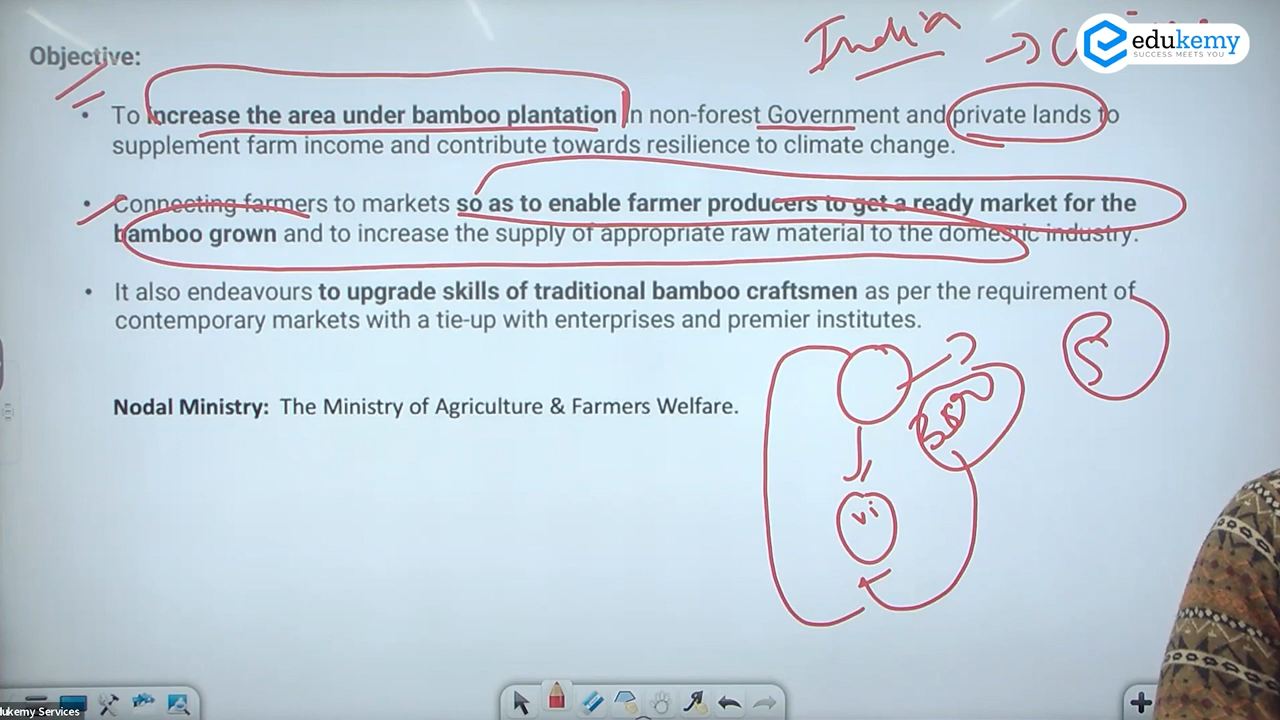 India
edukemy
SUCCESS MEETS YOU
Objective:
• To increase the area under bamboo plantation in non-forest Government and private lands to
supplement farm income and contribute towards resilience to climate change.
• Connecting farmers to markets so as to enable farmer producers to get a ready market for the
bamboo grown and to increase the supply of appropriate raw material to the domestic industry.
• It also endeavours to upgrade skills of traditional bamboo craftsmen as per the requirement of
contemporary markets with a tie-up with enterprises and premier institutes.
Nodal Ministry: The Ministry of Agriculture & Farmers Welfare.
vi
dukemy Services